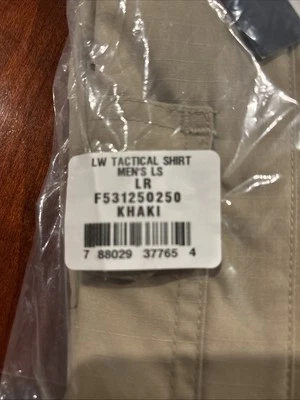 LW TACTICAL SHIRT
MEN'S LS
LR
F531250250
KHAKI
7 88029 37765 4